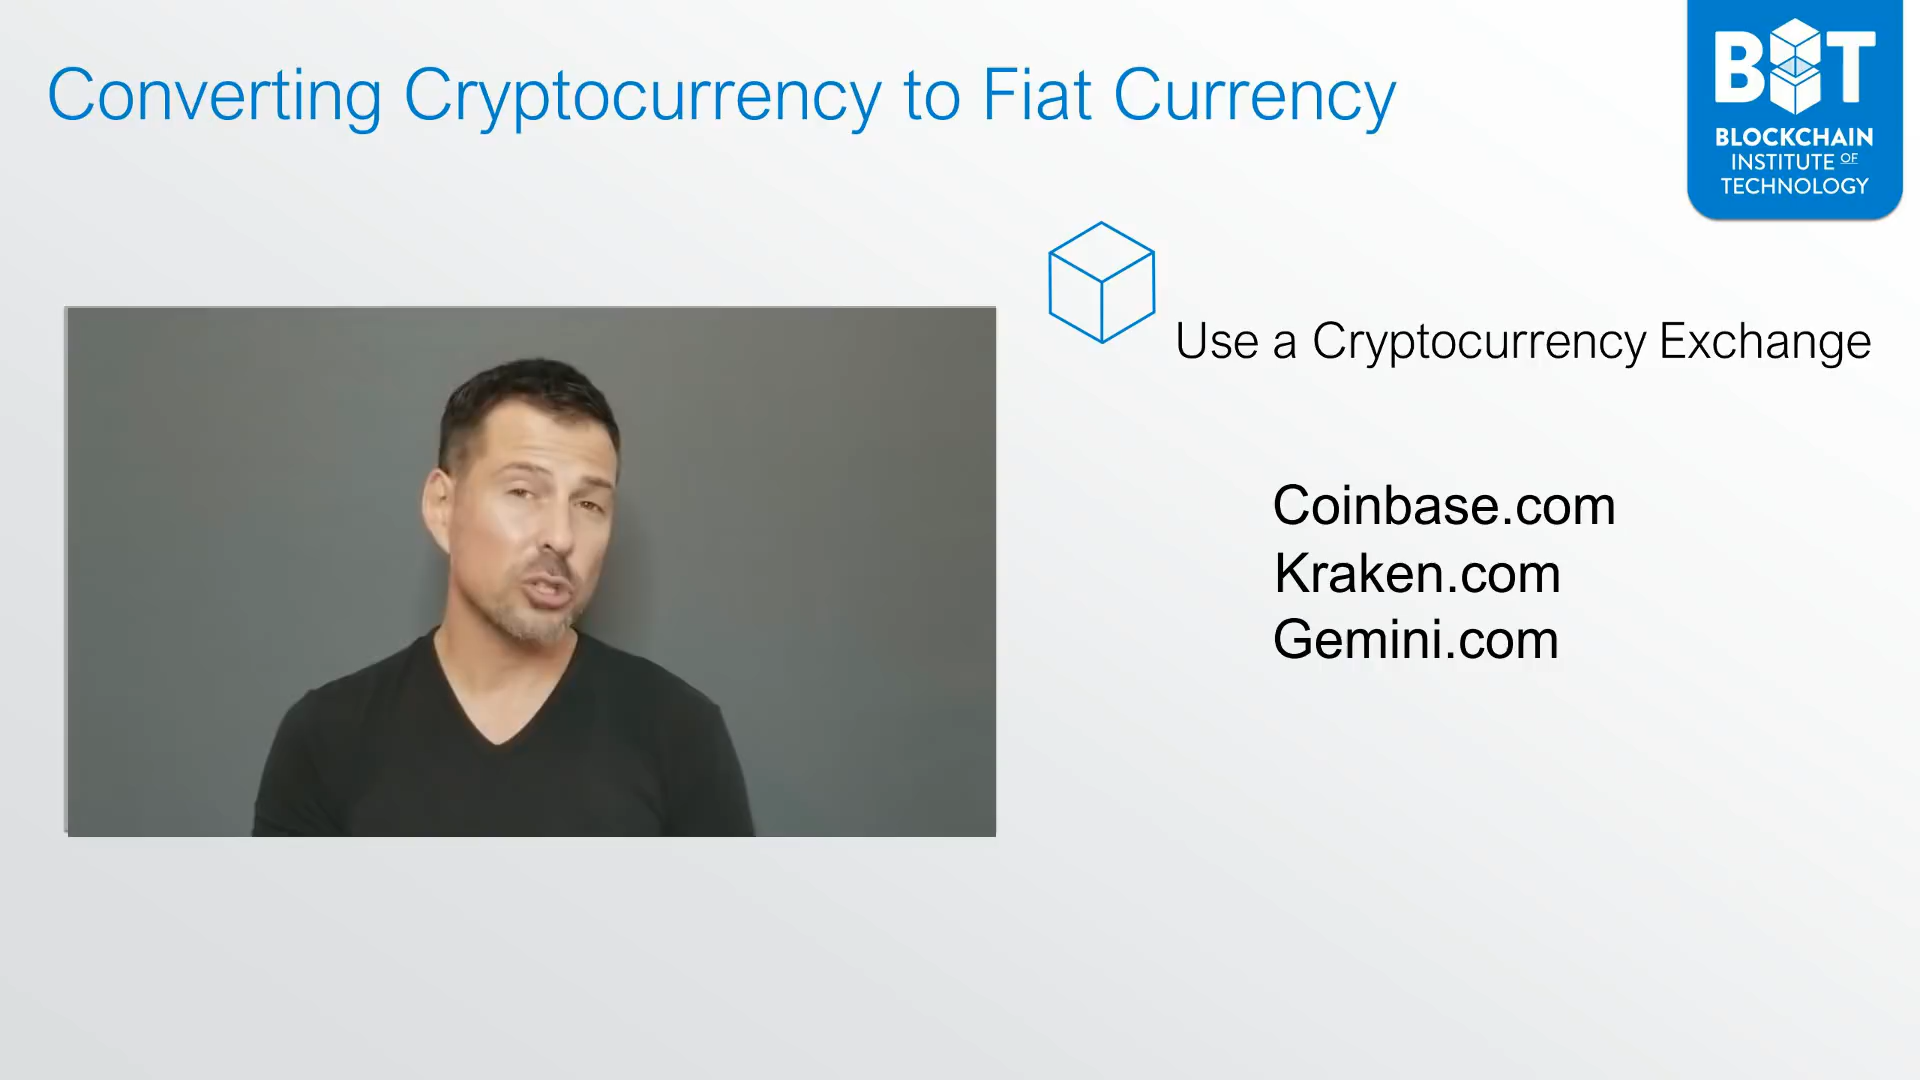 Converting Cryptocurrency to Fiat Currency
BT
BLOCKCHAIN
INSTITUTE OF
TECHNOLOGY
Use a Cryptocurrency Exchange
Coinbase.com
Kraken.com
Gemini.com